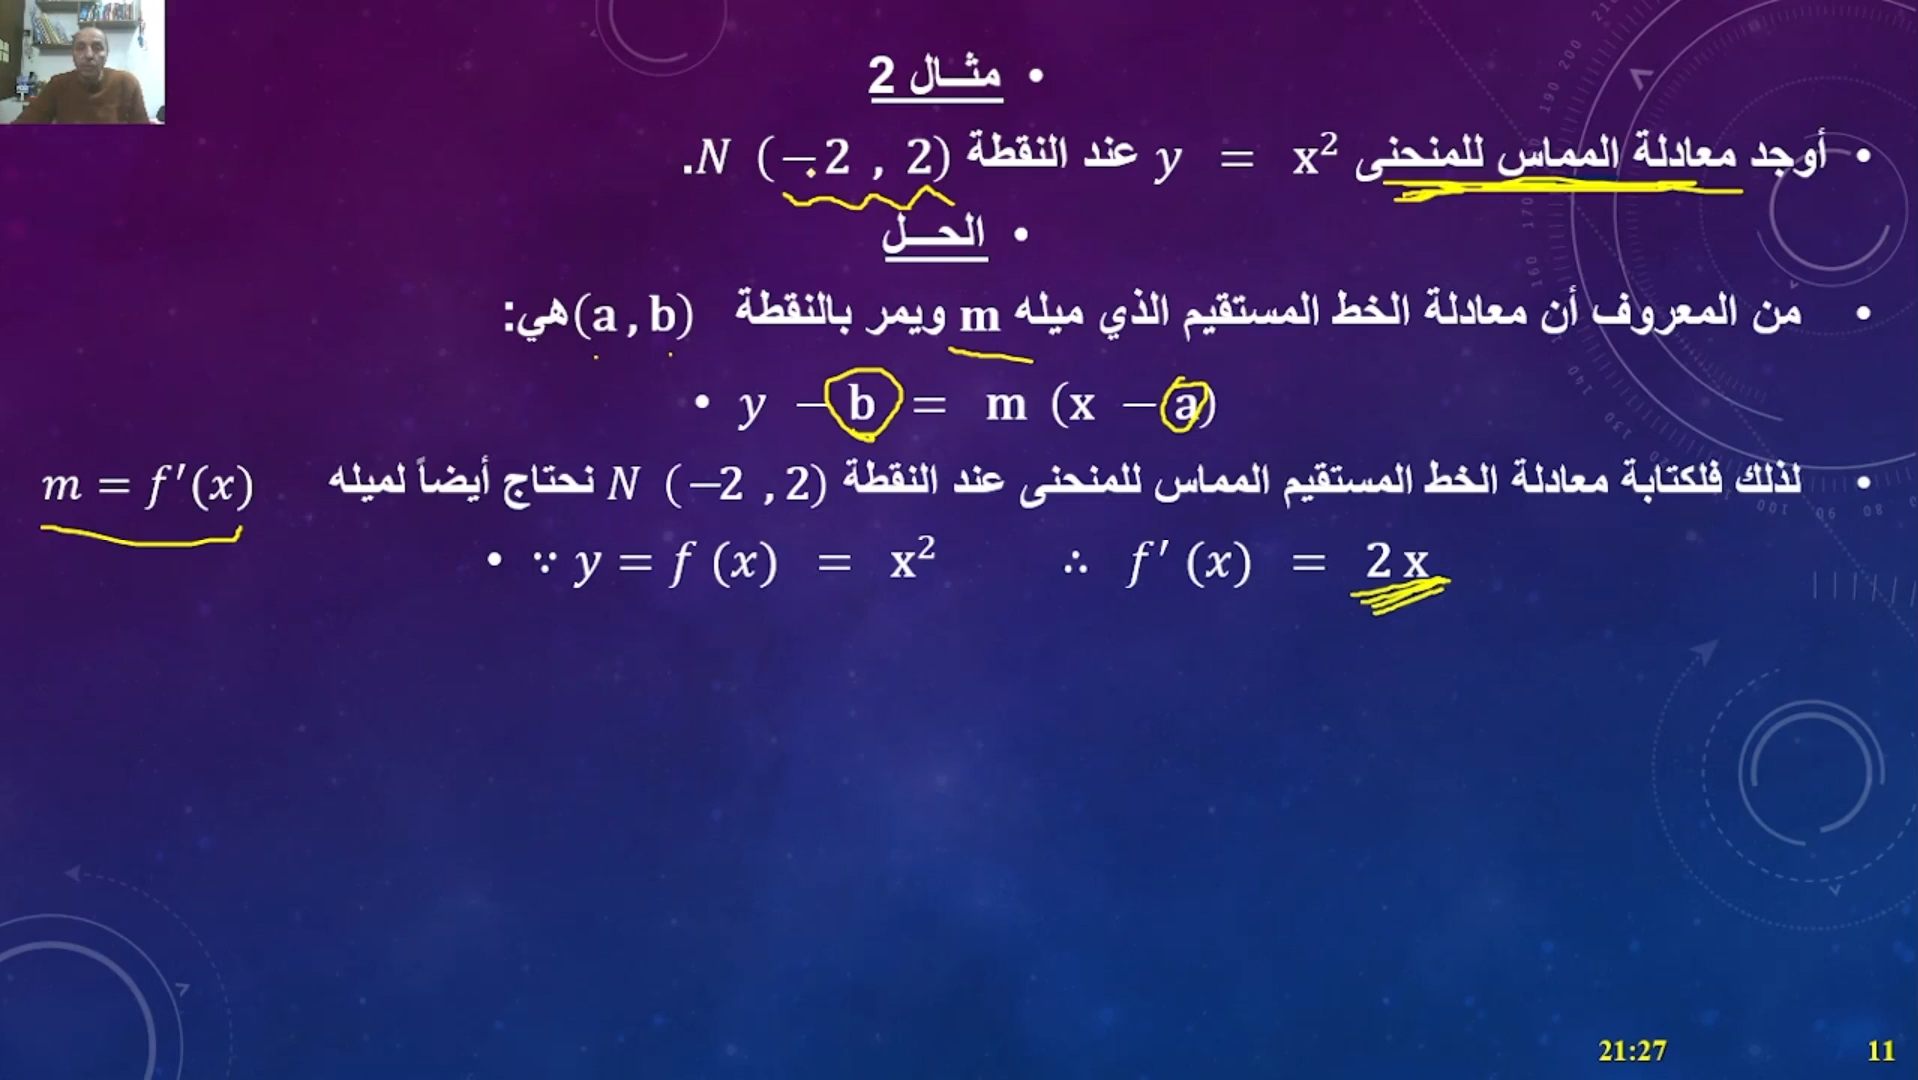 • مثـــال 2
• أوجد معادلة المماس للمنحنى y = x² عند النقطة N (−2 , 2).
• الحـــل
• من المعروف أن معادلة الخط المستقيم الذي ميله m ويمر بالنقطة (a , b) هي:
• y − b = m (x − a)
• لذلك فلكتابة معادلة الخط المستقيم المماس للمنحنى عند النقطة N (−2 , 2) نحتاج أيضاً لميله m = f′(x)
• ∵ y = f (x) = x² ∴ f′ (x) = 2 x
21:27 11